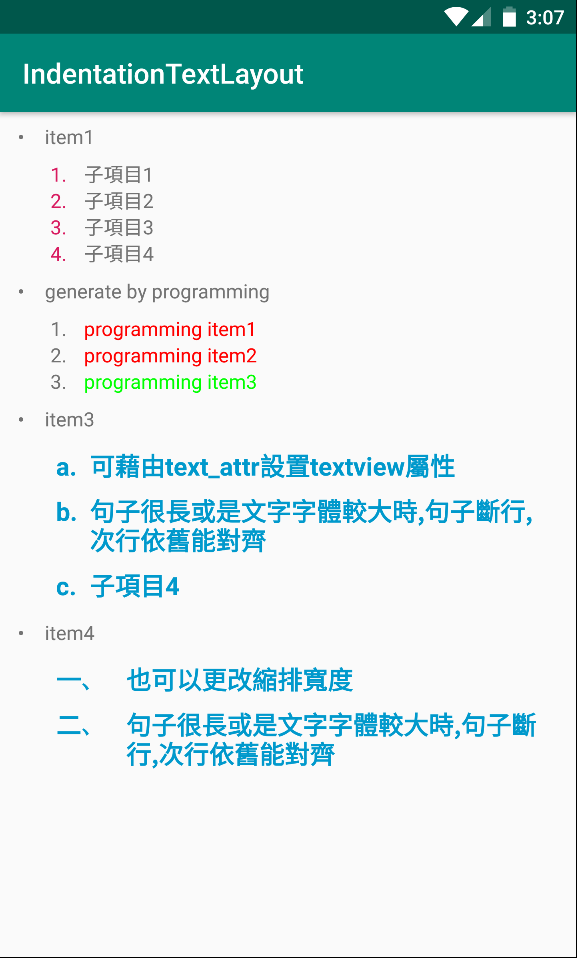 3:07
IndentationTextLayout
• item1
1. 子項目1
2. 子項目2
3. 子項目3
4. 子項目4
• generate by programming
1. programming item1
2. programming item2
3. programming item3
• item3
a. 可藉由text_attr設置textview屬性
b. 句子很長或是文字字體較大時,句子斷行,
次行依舊能對齊
c. 子項目4
• item4
一、 也可以更改縮排寬度
二、 句子很長或是文字字體較大時,句子斷
行,次行依舊能對齊